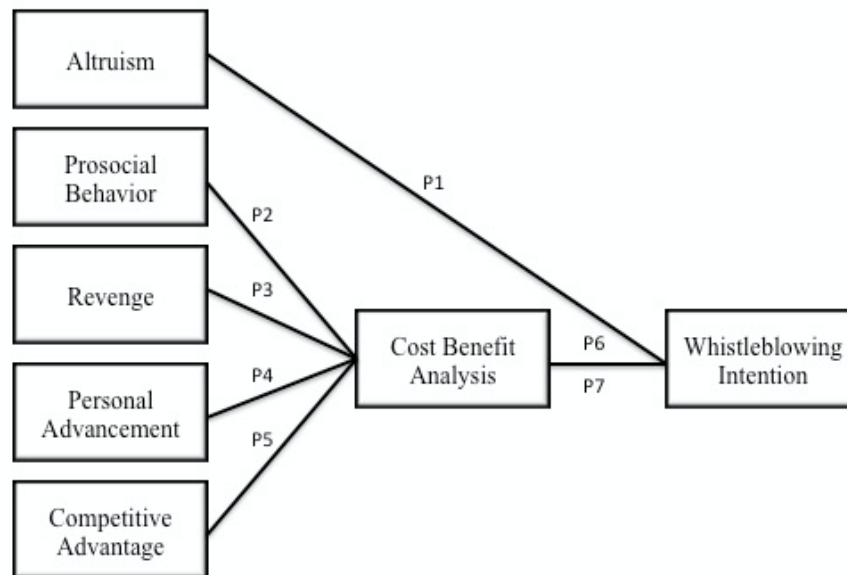 Altruism
Prosocial
Behavior
Revenge
Personal
Advancement
Competitive
Advantage
P1
P2
P3
P4
P5
Cost Benefit
Analysis
P6
P7
Whistleblowing
Intention